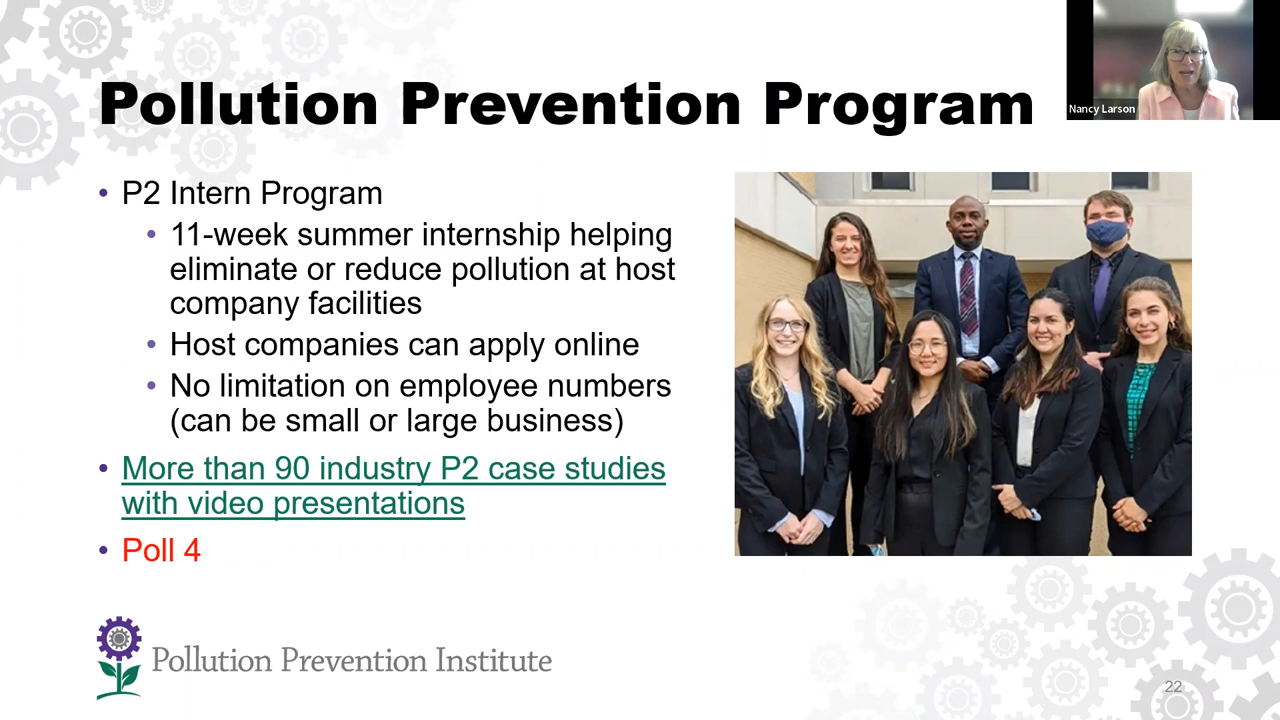 Pollution Prevention Program
Nancy Larson
• P2 Intern Program
• 11-week summer internship helping
eliminate or reduce pollution at host
company facilities
• Host companies can apply online
• No limitation on employee numbers
(can be small or large business)
• More than 90 industry P2 case studies
with video presentations
• Poll 4
Pollution Prevention Institute
22